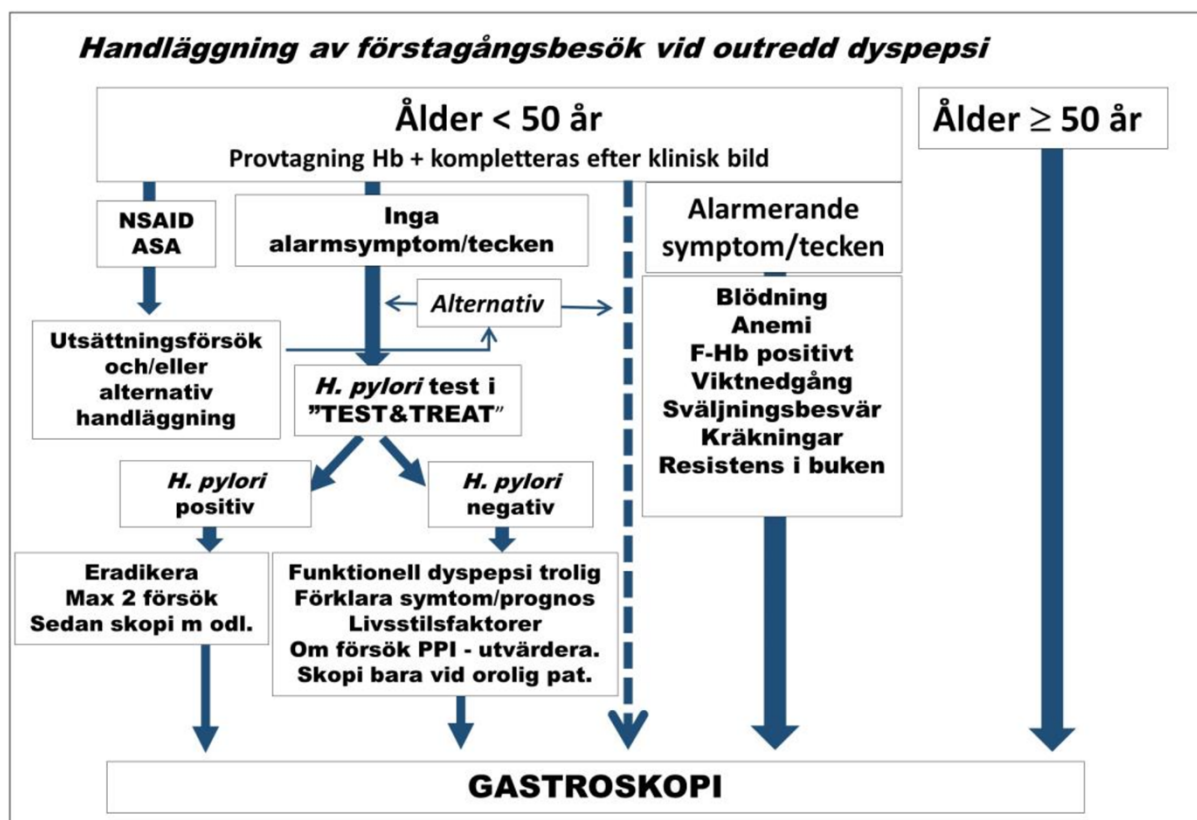 Handläggning av förstagångsbesök vid outredd dyspepsi
Ålder < 50 år
Provtagning Hb + kompletteras efter klinisk bild
Ålder ≥ 50 år
NSAID
ASA
Inga
alarmsymptom/tecken
Alarmerande
symptom/tecken
Alternativ
Utsättningsförsök
och/eller
alternativ
handläggning
H. pylori test i
”TEST&TREAT”
Blödning
Anemi
F-Hb positivt
Viktnedgång
Sväljningsbesvär
Kräkningar
Resistens i buken
H. pylori
positiv
H. pylori
negativ
Eradikera
Max 2 försök
Sedan skopi m odl.
Funktionell dyspepsi trolig
Förklara symtom/prognos
Livsstilsfaktorer
Om försök PPI - utvärdera.
Skopi bara vid orolig pat.
GASTROSKOPI